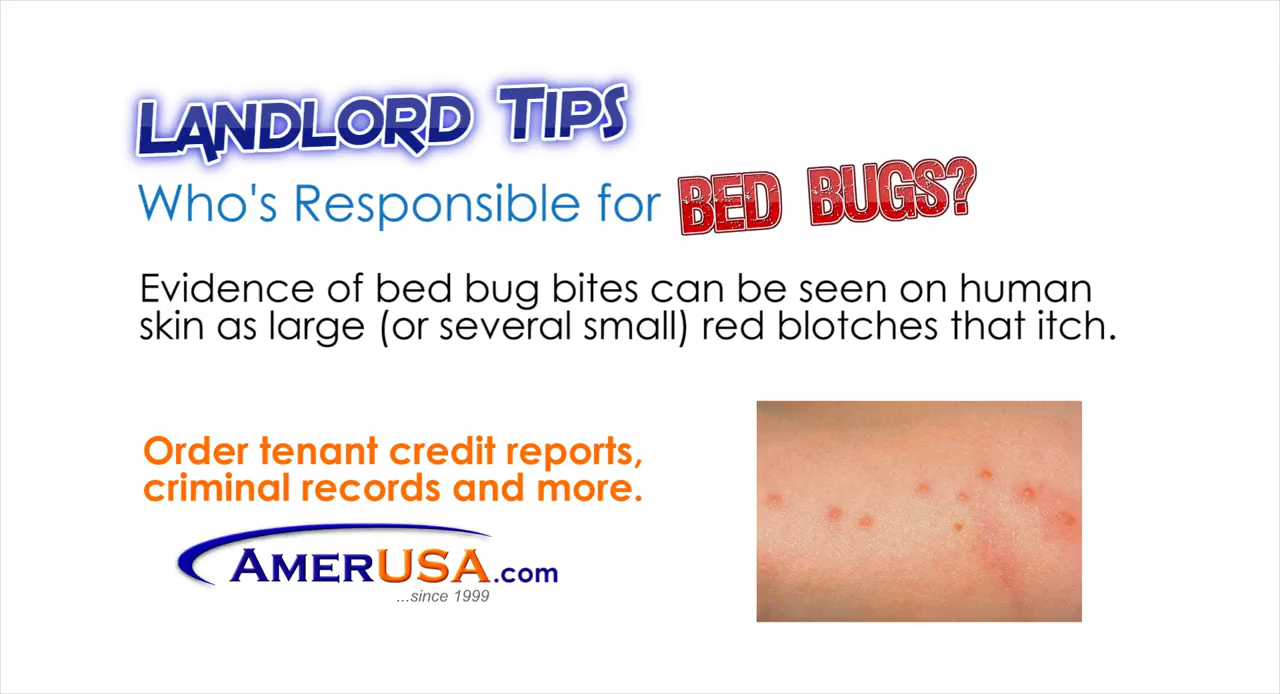 LANDLORD TIPS
Who's Responsible for BED BUGS?
Evidence of bed bug bites can be seen on human
skin as large (or several small) red blotches that itch.
Order tenant credit reports,
criminal records and more.
AMERUSA.com
...since 1999